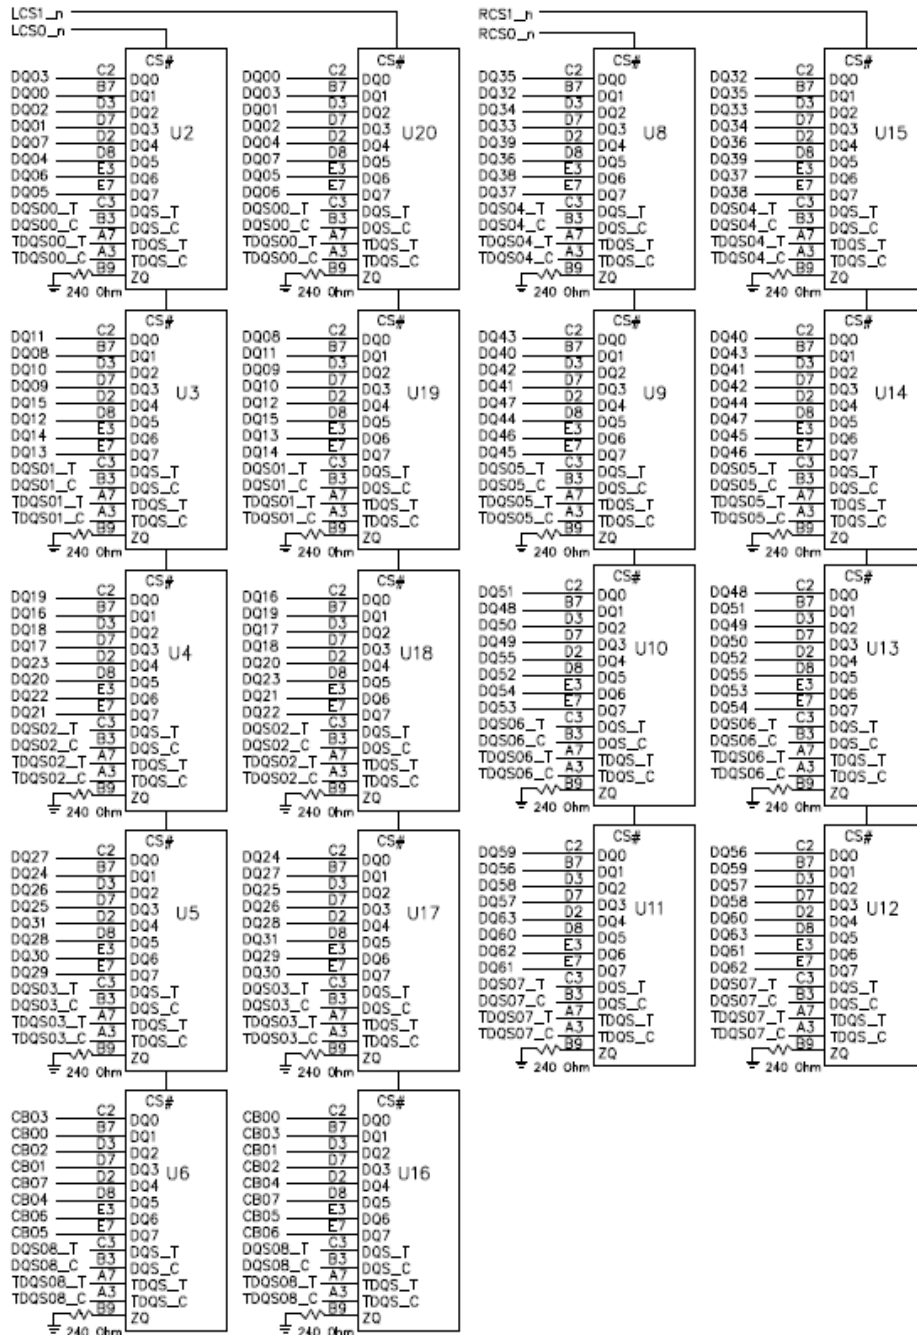 LCS1_n RCS1_n
LCS0_n RCS0_n
CS# CS# CS# CS#
DQ03 C2 DQ0 DQ00 C2 DQ0 DQ35 C2 DQ0 DQ32 C2 DQ0
DQ00 B7 DQ1 DQ03 B7 DQ1 DQ32 B7 DQ1 DQ35 B7 DQ1
DQ02 D3 DQ2 DQ01 D3 DQ2 DQ34 D3 DQ2 DQ33 D3 DQ2
DQ01 D7 DQ3 U2 DQ02 D7 DQ3 U20 DQ33 D7 DQ3 U8 DQ34 D7 DQ3 U15
DQ07 D2 DQ4 DQ04 D2 DQ4 DQ39 D2 DQ4 DQ36 D2 DQ4
DQ04 D8 DQ5 DQ07 D8 DQ5 DQ36 D8 DQ5 DQ39 D8 DQ5
DQ06 E3 DQ6 DQ05 E3 DQ6 DQ38 E3 DQ6 DQ37 E3 DQ6
DQ05 E7 DQ7 DQ06 E7 DQ7 DQ37 E7 DQ7 DQ38 E7 DQ7
DQS00_T C3 DQS_T DQS00_T C3 DQS_T DQS04_T C3 DQS_T DQS04_T C3 DQS_T
DQS00_C B3 DQS_C DQS00_C B3 DQS_C DQS04_C B3 DQS_C DQS04_C B3 DQS_C
TDQS00_T A7 TDQS_T TDQS00_T A7 TDQS_T TDQS04_T A7 TDQS_T TDQS04_T A7 TDQS_T
TDQS00_C A3 TDQS_C TDQS00_C A3 TDQS_C TDQS04_C A3 TDQS_C TDQS04_C A3 TDQS_C
B9 ZQ B9 ZQ B9 ZQ B9 ZQ
240 Ohm 240 Ohm 240 Ohm 240 Ohm
CS# CS# CS# CS#
DQ11 C2 DQ0 DQ08 C2 DQ0 DQ43 C2 DQ0 DQ40 C2 DQ0
DQ08 B7 DQ1 DQ11 B7 DQ1 DQ40 B7 DQ1 DQ43 B7 DQ1
DQ10 D3 DQ2 DQ09 D3 DQ2 DQ42 D3 DQ2 DQ41 D3 DQ2
DQ09 D7 DQ3 U3 DQ10 D7 DQ3 U19 DQ41 D7 DQ3 U9 DQ42 D7 DQ3 U14
DQ15 D2 DQ4 DQ12 D2 DQ4 DQ47 D2 DQ4 DQ44 D2 DQ4
DQ12 D8 DQ5 DQ15 D8 DQ5 DQ44 D8 DQ5 DQ47 D8 DQ5
DQ14 E3 DQ6 DQ13 E3 DQ6 DQ46 E3 DQ6 DQ45 E3 DQ6
DQ13 E7 DQ7 DQ14 E7 DQ7 DQ45 E7 DQ7 DQ46 E7 DQ7
DQS01_T C3 DQS_T DQS01_T C3 DQS_T DQS05_T C3 DQS_T DQS05_T C3 DQS_T
DQS01_C B3 DQS_C DQS01_C B3 DQS_C DQS05_C B3 DQS_C DQS05_C B3 DQS_C
TDQS01_T A7 TDQS_T TDQS01_T A7 TDQS_T TDQS05_T A7 TDQS_T TDQS05_T A7 TDQS_T
TDQS01_C A3 TDQS_C TDQS01_C A3 TDQS_C TDQS05_C A3 TDQS_C TDQS05_C A3 TDQS_C
B9 ZQ B9 ZQ B9 ZQ B9 ZQ
240 Ohm 240 Ohm 240 Ohm 240 Ohm
CS# CS# CS# CS#
DQ19 C2 DQ0 DQ16 C2 DQ0 DQ51 C2 DQ0 DQ48 C2 DQ0
DQ16 B7 DQ1 DQ19 B7 DQ1 DQ48 B7 DQ1 DQ51 B7 DQ1
DQ18 D3 DQ2 DQ17 D3 DQ2 DQ50 D3 DQ2 DQ49 D3 DQ2
DQ17 D7 DQ3 U4 DQ18 D7 DQ3 U18 DQ49 D7 DQ3 U10 DQ50 D7 DQ3 U13
DQ23 D2 DQ4 DQ20 D2 DQ4 DQ55 D2 DQ4 DQ52 D2 DQ4
DQ20 D8 DQ5 DQ23 D8 DQ5 DQ52 D8 DQ5 DQ55 D8 DQ5
DQ22 E3 DQ6 DQ21 E3 DQ6 DQ54 E3 DQ6 DQ53 E3 DQ6
DQ21 E7 DQ7 DQ22 E7 DQ7 DQ53 E7 DQ7 DQ54 E7 DQ7
DQS02_T C3 DQS_T DQS02_T C3 DQS_T DQS06_T C3 DQS_T DQS06_T C3 DQS_T
DQS02_C B3 DQS_C DQS02_C B3 DQS_C DQS06_C B3 DQS_C DQS06_C B3 DQS_C
TDQS02_T A7 TDQS_T TDQS02_T A7 TDQS_T TDQS06_T A7 TDQS_T TDQS06_T A7 TDQS_T
TDQS02_C A3 TDQS_C TDQS02_C A3 TDQS_C TDQS06_C A3 TDQS_C TDQS06_C A3 TDQS_C
B9 ZQ B9 ZQ B9 ZQ B9 ZQ
240 Ohm 240 Ohm 240 Ohm 240 Ohm
CS# CS# CS# CS#
DQ27 C2 DQ0 DQ24 C2 DQ0 DQ59 C2 DQ0 DQ56 C2 DQ0
DQ24 B7 DQ1 DQ27 B7 DQ1 DQ56 B7 DQ1 DQ59 B7 DQ1
DQ26 D3 DQ2 DQ25 D3 DQ2 DQ58 D3 DQ2 DQ57 D3 DQ2
DQ25 D7 DQ3 U5 DQ26 D7 DQ3 U17 DQ57 D7 DQ3 U11 DQ58 D7 DQ3 U12
DQ31 D2 DQ4 DQ28 D2 DQ4 DQ63 D2 DQ4 DQ60 D2 DQ4
DQ28 D8 DQ5 DQ31 D8 DQ5 DQ60 D8 DQ5 DQ63 D8 DQ5
DQ30 E3 DQ6 DQ29 E3 DQ6 DQ62 E3 DQ6 DQ61 E3 DQ6
DQ29 E7 DQ7 DQ30 E7 DQ7 DQ61 E7 DQ7 DQ62 E7 DQ7
DQS03_T C3 DQS_T DQS03_T C3 DQS_T DQS07_T C3 DQS_T DQS07_T C3 DQS_T
DQS03_C B3 DQS_C DQS03_C B3 DQS_C DQS07_C B3 DQS_C DQS07_C B3 DQS_C
TDQS03_T A7 TDQS_T TDQS03_T A7 TDQS_T TDQS07_T A7 TDQS_T TDQS07_T A7 TDQS_T
TDQS03_C A3 TDQS_C TDQS03_C A3 TDQS_C TDQS07_C A3 TDQS_C TDQS07_C A3 TDQS_C
B9 ZQ B9 ZQ B9 ZQ B9 ZQ
240 Ohm 240 Ohm 240 Ohm 240 Ohm
CS# CS#
CB03 C2 DQ0 CB00 C2 DQ0
CB00 B7 DQ1 CB03 B7 DQ1
CB02 D3 DQ2 CB01 D3 DQ2
CB01 D7 DQ3 U6 CB02 D7 DQ3 U16
CB07 D2 DQ4 CB04 D2 DQ4
CB04 D8 DQ5 CB07 D8 DQ5
CB06 E3 DQ6 CB05 E3 DQ6
CB05 E7 DQ7 CB06 E7 DQ7
DQS08_T C3 DQS_T DQS08_T C3 DQS_T
DQS08_C B3 DQS_C DQS08_C B3 DQS_C
TDQS08_T A7 TDQS_T TDQS08_T A7 TDQS_T
TDQS08_C A3 TDQS_C TDQS08_C A3 TDQS_C
B9 ZQ B9 ZQ
240 Ohm 240 Ohm